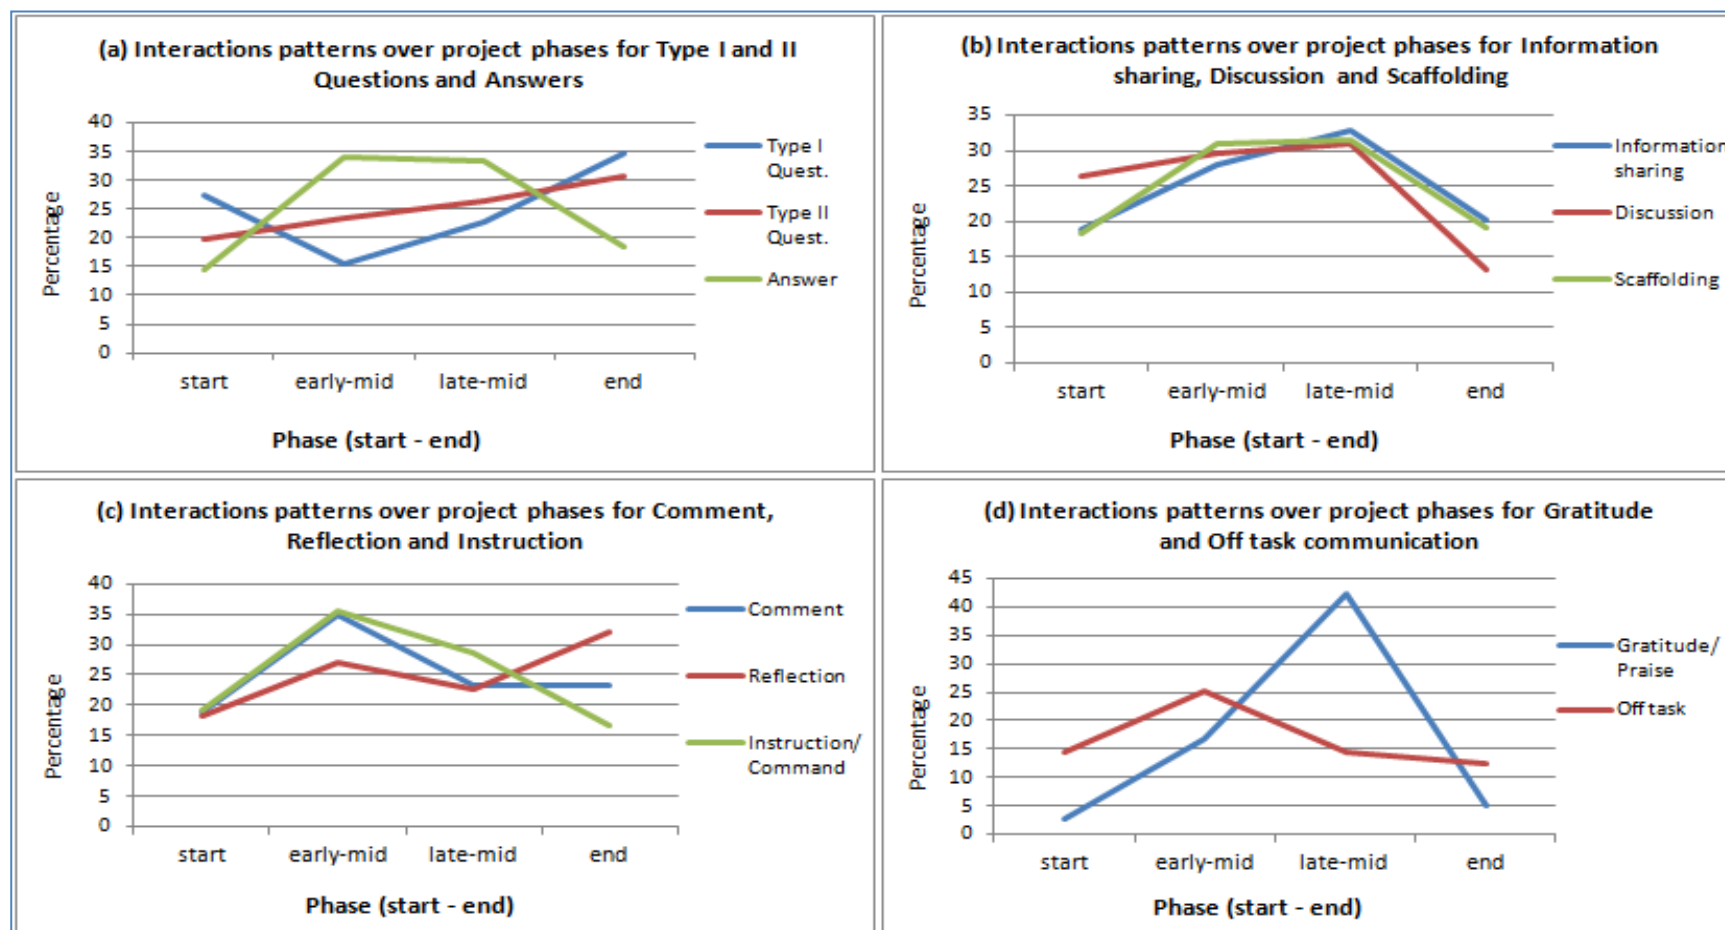 (a) Interactions patterns over project phases for Type I and II
Questions and Answers
40
35
30
25
20
15
10
5
0
Percentage
start
early-mid
late-mid
end
Phase (start - end)
Type I
Quest.
Type II
Quest.
Answer
(b) Interactions patterns over project phases for Information
sharing, Discussion and Scaffolding
35
30
25
20
15
10
5
0
Percentage
start
early-mid
late-mid
end
Phase (start - end)
Information
sharing
Discussion
Scaffolding
(c) Interactions patterns over project phases for Comment,
Reflection and Instruction
40
35
30
25
20
15
10
5
0
Percentage
start
early-mid
late-mid
end
Phase (start - end)
Comment
Reflection
Instruction/
Command
(d) Interactions patterns over project phases for Gratitude
and Off task communication
45
40
35
30
25
20
15
10
5
0
Percentage
start
early-mid
late-mid
end
Phase (start - end)
Gratitude/
Praise
Off task